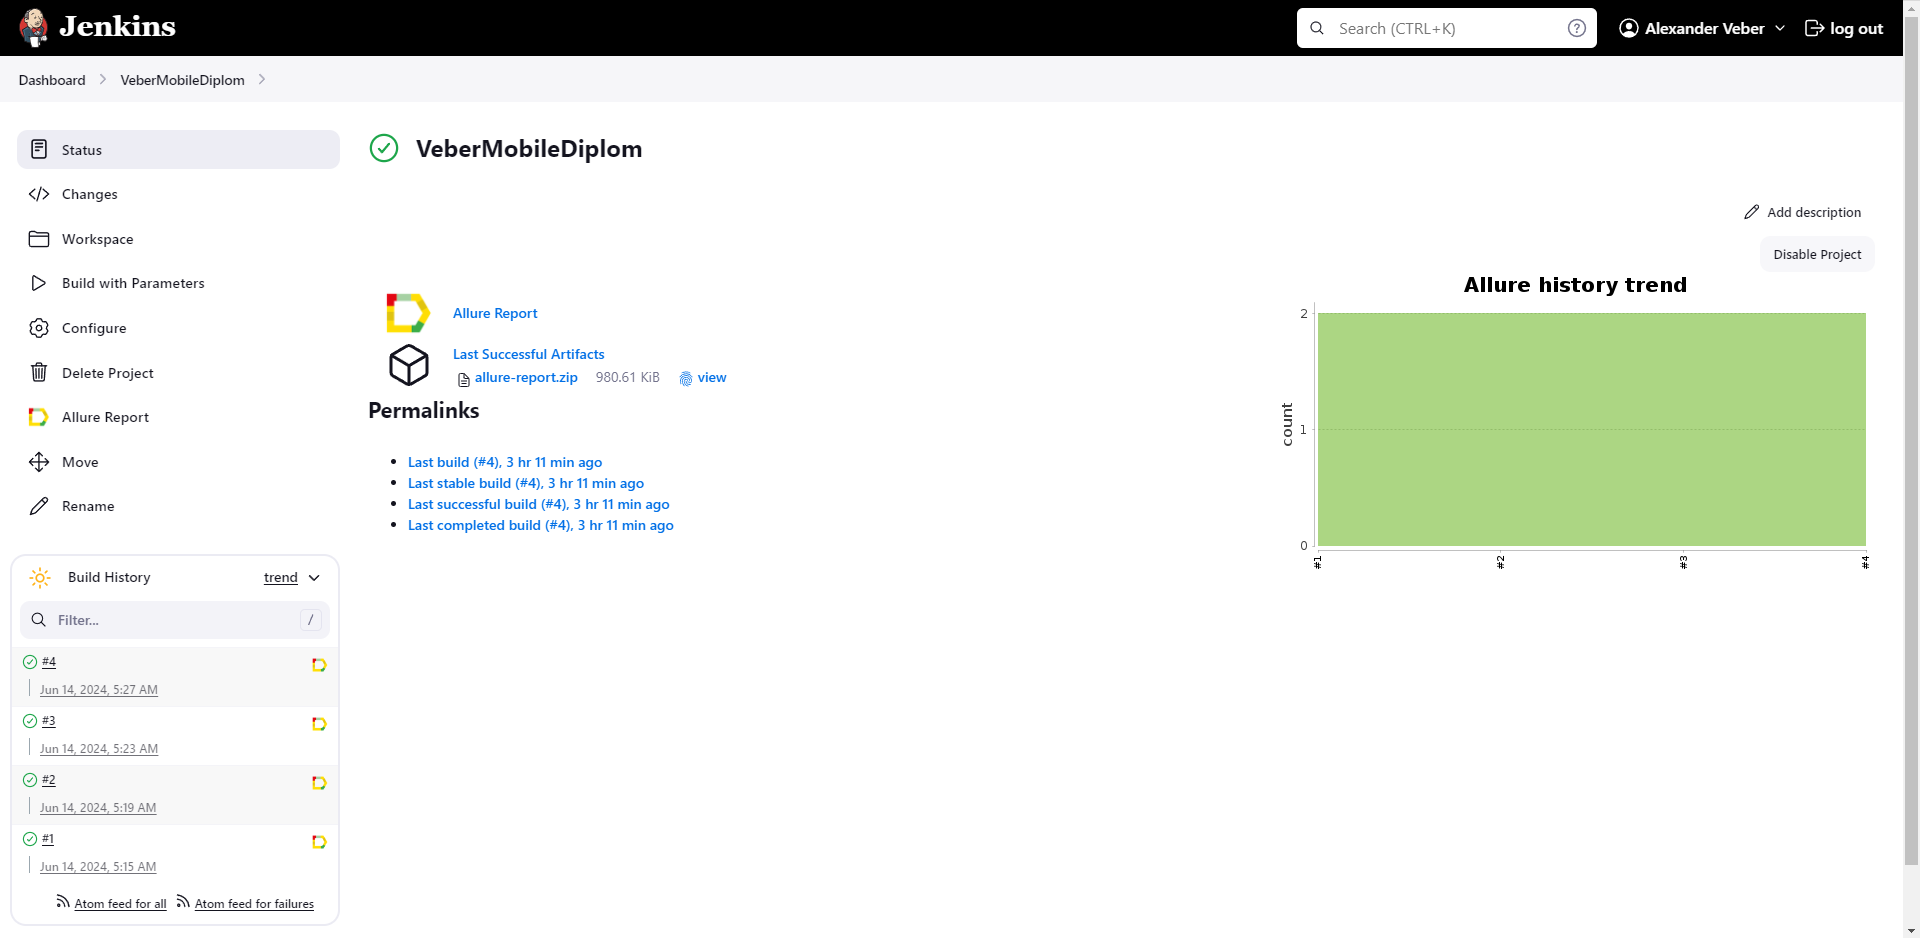 Jenkins
Search (CTRL+K)
Alexander Veber
log out
Dashboard
VeberMobileDiplom
Status
Changes
Workspace
Build with Parameters
Configure
Delete Project
Allure Report
Move
Rename
Build History
trend
Filter...
/
#4
Jun 14, 2024, 5:27 AM
#3
Jun 14, 2024, 5:23 AM
#2
Jun 14, 2024, 5:19 AM
#1
Jun 14, 2024, 5:15 AM
Atom feed for all
Atom feed for failures
VeberMobileDiplom
Add description
Disable Project
Allure Report
Last Successful Artifacts
allure-report.zip 980.61 KiB view
Permalinks
Last build (#4), 3 hr 11 min ago
Last stable build (#4), 3 hr 11 min ago
Last successful build (#4), 3 hr 11 min ago
Last completed build (#4), 3 hr 11 min ago
Allure history trend
count
2
1
0
#1
#2
#3
#4